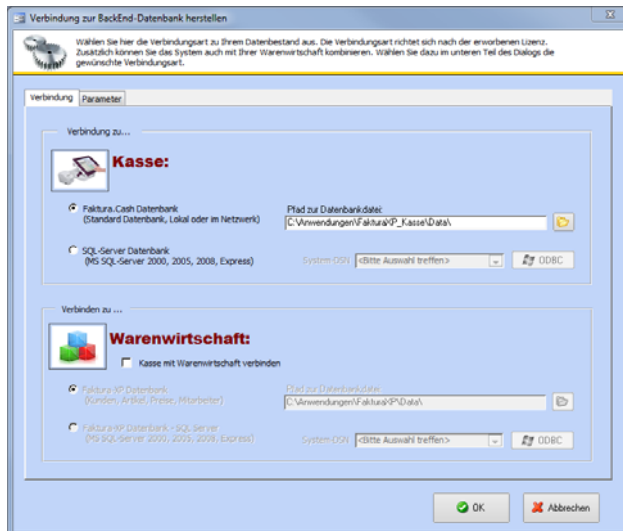 Verbindung zur BackEnd-Datenbank herstellen
Wählen Sie hier die Verbindungsart zu Ihrem Datenbestand aus. Die Verbindungsart richtet sich nach der erworbenen Lizenz.
Zusätzlich können Sie das System auch mit Ihrer Warenwirtschaft kombinieren. Wählen Sie dazu im unteren Teil des Dialogs die
gewünschte Verbindungsart.
Verbindung Parameter
Verbindung zu...
Kasse:
Faktura.Cash Datenbank
(Standard Datenbank, Lokal oder im Netzwerk)
Pfad zur Datenbankdatei:
C:\Anwendungen\FakturaXP_Kasse\Data\
SQL-Server Datenbank
(MS SQL-Server 2000, 2005, 2008, Express)
System-DSN <Bitte Auswahl treffen> ODBC
Verbinden zu ...
Warenwirtschaft:
Kasse mit Warenwirtschaft verbinden
Faktura-XP Datenbank
(Kunden, Artikel, Preise, Mitarbeiter)
Pfad zur Datenbankdatei
C:\Anwendungen\FakturaXP\Data\
Faktura-XP Datenbank - SQL Server
(MS SQL-Server 2000, 2005, 2008, Express)
System-DSN <Bitte Auswahl treffen> ODBC
OK Abbrechen